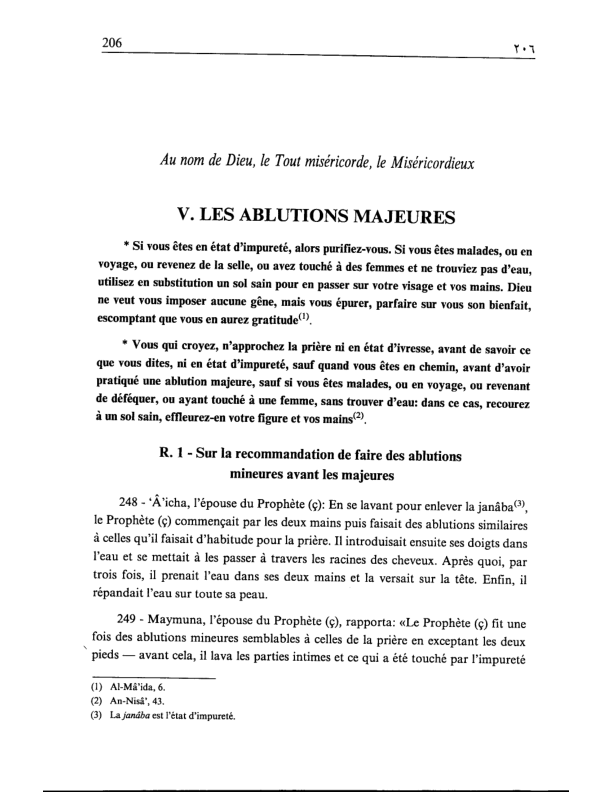 206
٢٠٦
Au nom de Dieu, le Tout miséricorde, le Miséricordieux
V. LES ABLUTIONS MAJEURES
* Si vous êtes en état d'impureté, alors purifiez-vous. Si vous êtes malades, ou en
voyage, ou revenez de la selle, ou avez touché à des femmes et ne trouviez pas d'eau,
utilisez en substitution un sol sain pour en passer sur votre visage et vos mains. Dieu
ne veut vous imposer aucune gêne, mais vous épurer, parfaire sur vous son bienfait,
escomptant que vous en aurez gratitude(1).
* Vous qui croyez, n'approchez la prière ni en état d'ivresse, avant de savoir ce
que vous dites, ni en état d'impureté, sauf quand vous êtes en chemin, avant d'avoir
pratiqué une ablution majeure, sauf si vous êtes malades, ou en voyage, ou revenant
de déféquer, ou ayant touché à une femme, sans trouver d'eau: dans ce cas, recourez
à un sol sain, effleurez-en votre figure et vos mains(2).
R. 1 - Sur la recommandation de faire des ablutions
mineures avant les majeures
248 - 'Â'icha, l'épouse du Prophète (ç): En se lavant pour enlever la janâba(3),
le Prophète (ç) commençait par les deux mains puis faisait des ablutions similaires
à celles qu'il faisait d'habitude pour la prière. Il introduisait ensuite ses doigts dans
l'eau et se mettait à les passer à travers les racines des cheveux. Après quoi, par
trois fois, il prenait l'eau dans ses deux mains et la versait sur la tête. Enfin, il
répandait l'eau sur toute sa peau.
249 - Maymuna, l'épouse du Prophète (ç), rapporta: «Le Prophète (ç) fit une
fois des ablutions mineures semblables à celles de la prière en exceptant les deux
pieds — avant cela, il lava les parties intimes et ce qui a été touché par l'impureté
(1) Al-Mâ'ida, 6.
(2) An-Nisâ', 43.
(3) La janâba est l'état d'impureté.